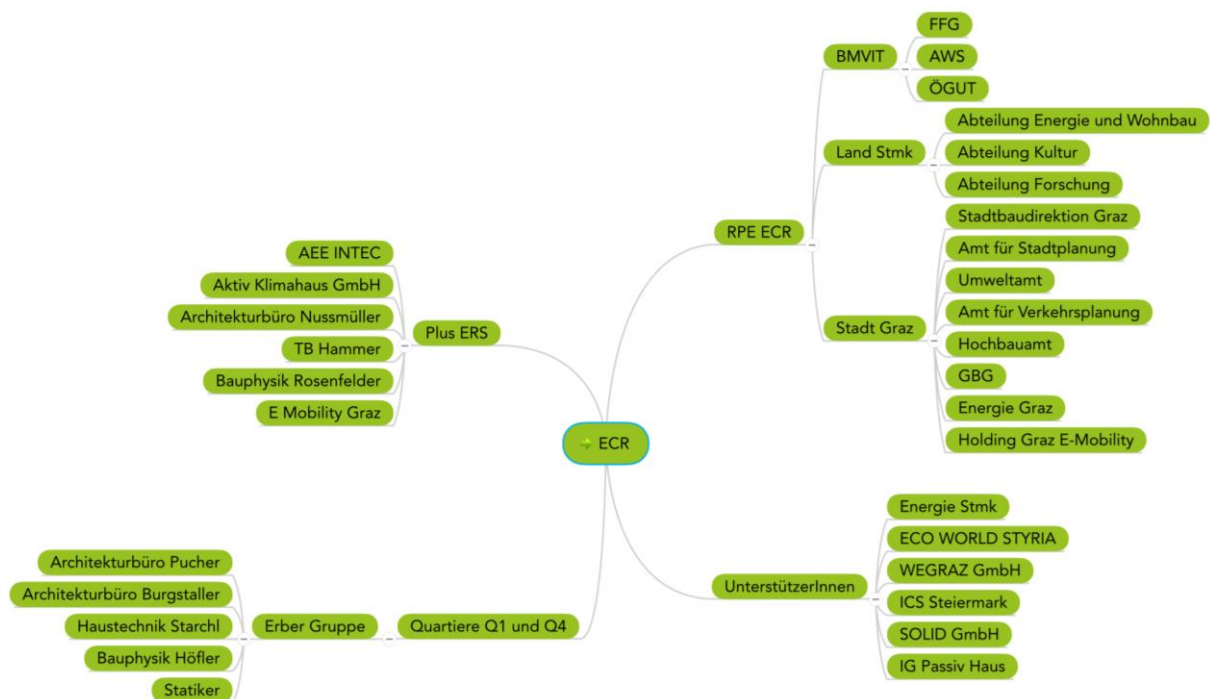 ECR
RPE ECR
BMVIT
FFG
AWS
ÖGUT
Land Stmk
Abteilung Energie und Wohnbau
Abteilung Kultur
Abteilung Forschung
Stadt Graz
Stadtbaudirektion Graz
Amt für Stadtplanung
Umweltamt
Amt für Verkehrsplanung
Hochbauamt
GBG
Energie Graz
Holding Graz E-Mobility
UnterstützerInnen
Energie Stmk
ECO WORLD STYRIA
WEGRAZ GmbH
ICS Steiermark
SOLID GmbH
IG Passiv Haus
Plus ERS
AEE INTEC
Aktiv Klimahaus GmbH
Architekturbüro Nussmüller
TB Hammer
Bauphysik Rosenfelder
E Mobility Graz
Quartiere Q1 und Q4
Erber Gruppe
Architekturbüro Pucher
Architekturbüro Burgstaller
Haustechnik Starchl
Bauphysik Höfler
Statiker